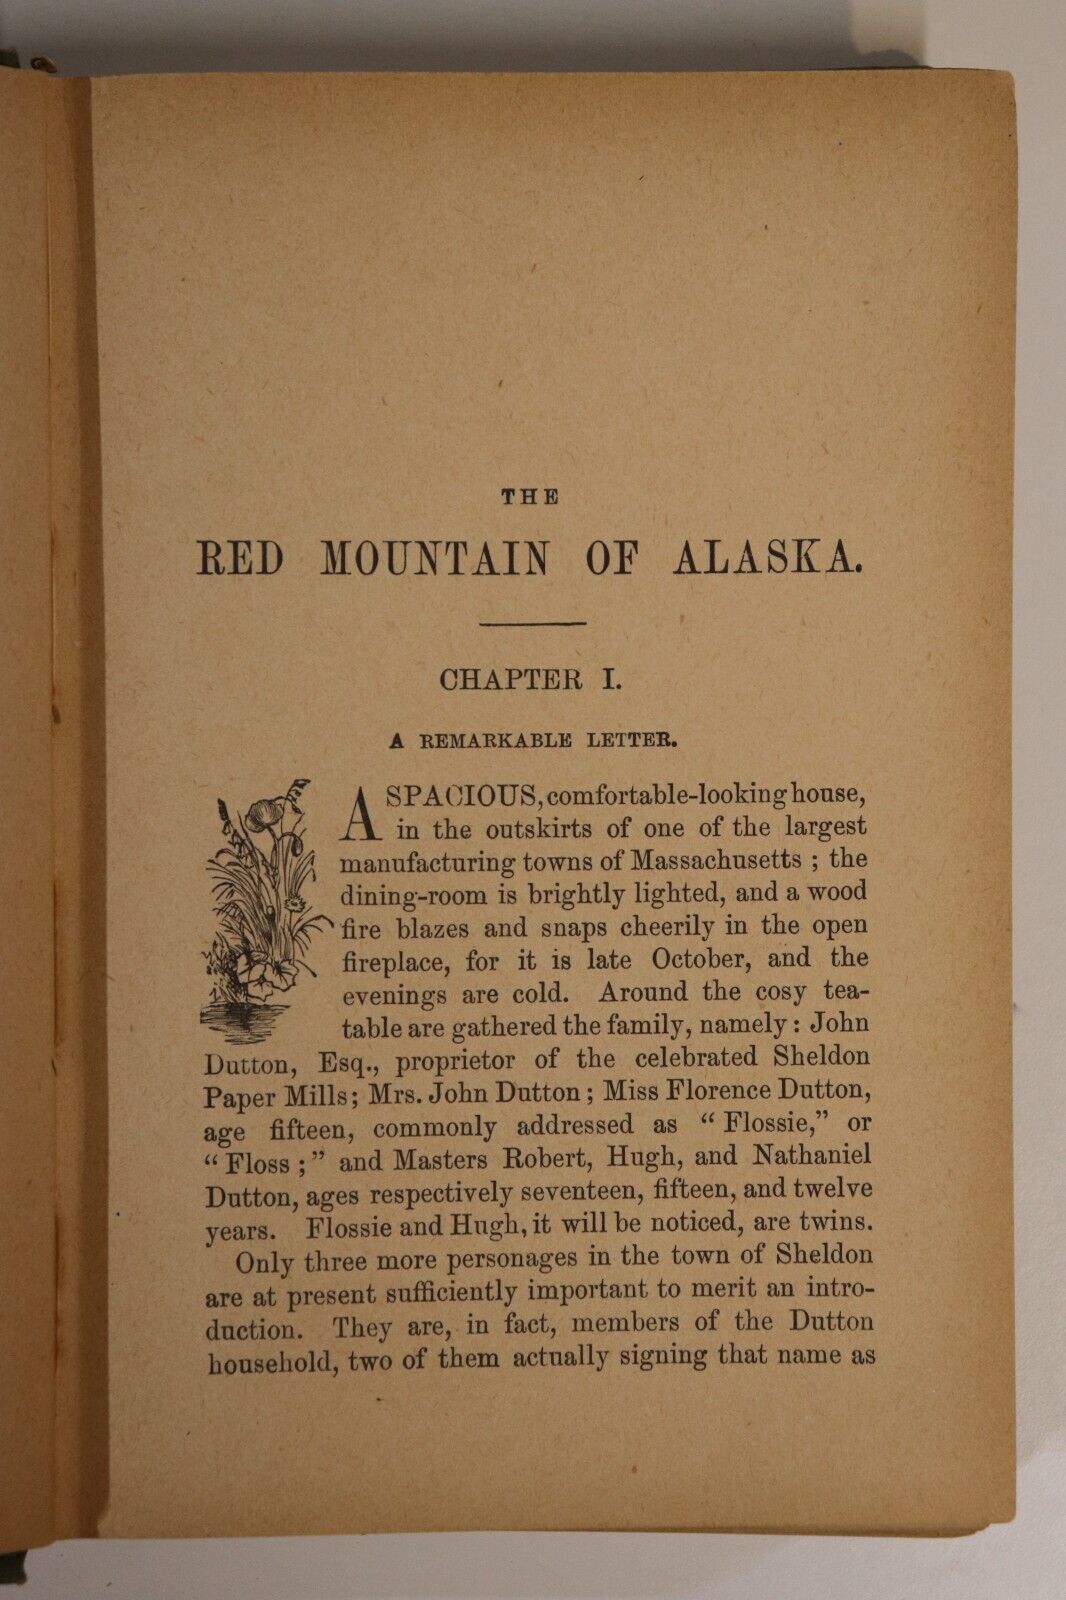 THE
RED MOUNTAIN OF ALASKA.
CHAPTER I.
A REMARKABLE LETTER.
A SPACIOUS, comfortable-looking house,
in the outskirts of one of the largest
manufacturing towns of Massachusetts ; the
dining-room is brightly lighted, and a wood
fire blazes and snaps cheerily in the open
fireplace, for it is late October, and the
evenings are cold. Around the cosy tea-
table are gathered the family, namely : John
Dutton, Esq., proprietor of the celebrated Sheldon
Paper Mills; Mrs. John Dutton ; Miss Florence Dutton,
age fifteen, commonly addressed as “ Flossie,” or
“ Floss ; ” and Masters Robert, Hugh, and Nathaniel
Dutton, ages respectively seventeen, fifteen, and twelve
years. Flossie and Hugh, it will be noticed, are twins.
Only three more personages in the town of Sheldon
are at present sufficiently important to merit an intro-
duction. They are, in fact, members of the Dutton
household, two of them actually signing that name as